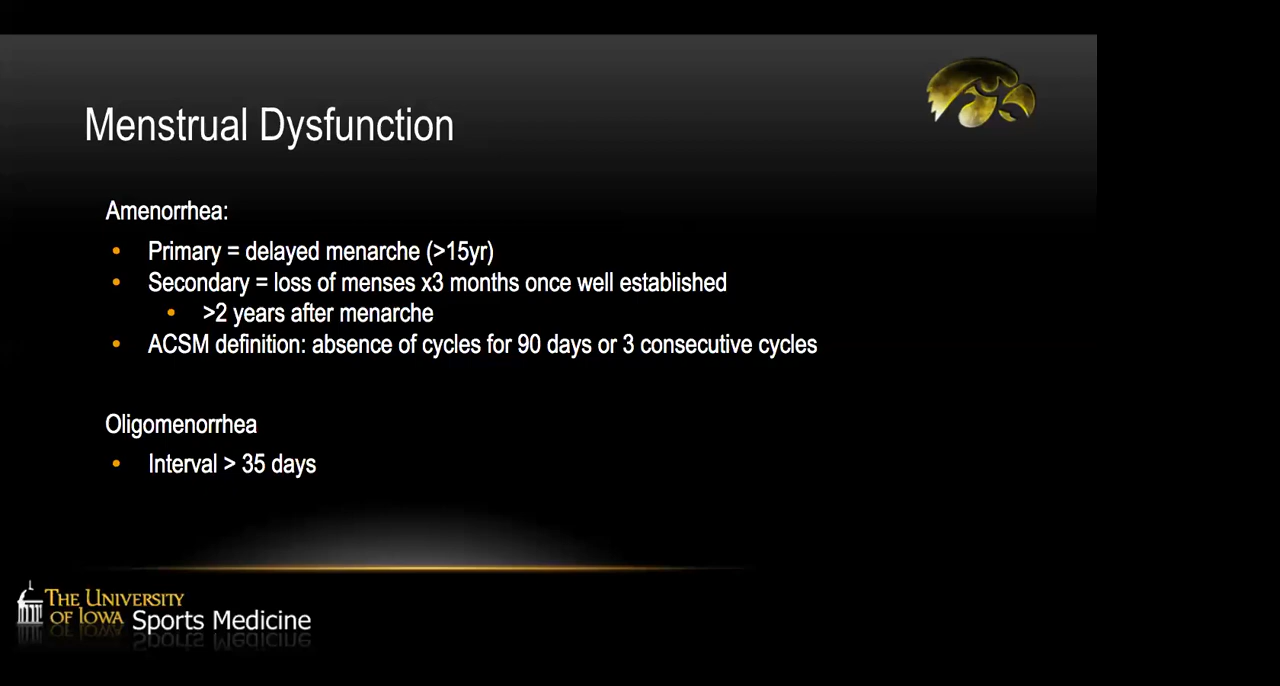 Menstrual Dysfunction
Amenorrhea:
• Primary = delayed menarche (>15yr)
• Secondary = loss of menses x3 months once well established
• >2 years after menarche
• ACSM definition: absence of cycles for 90 days or 3 consecutive cycles
Oligomenorrhea
• Interval > 35 days
THE UNIVERSITY
OF IOWA Sports Medicine